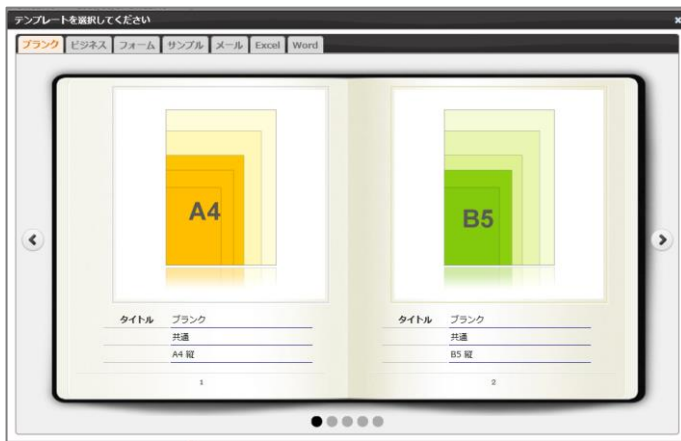 テンプレートを選択してください x
ブランク ビジネス フォーム サンプル メール Excel Word
A4
B5
タイトル ブランク
共通
A4 縦
1
タイトル ブランク
共通
B5 縦
2